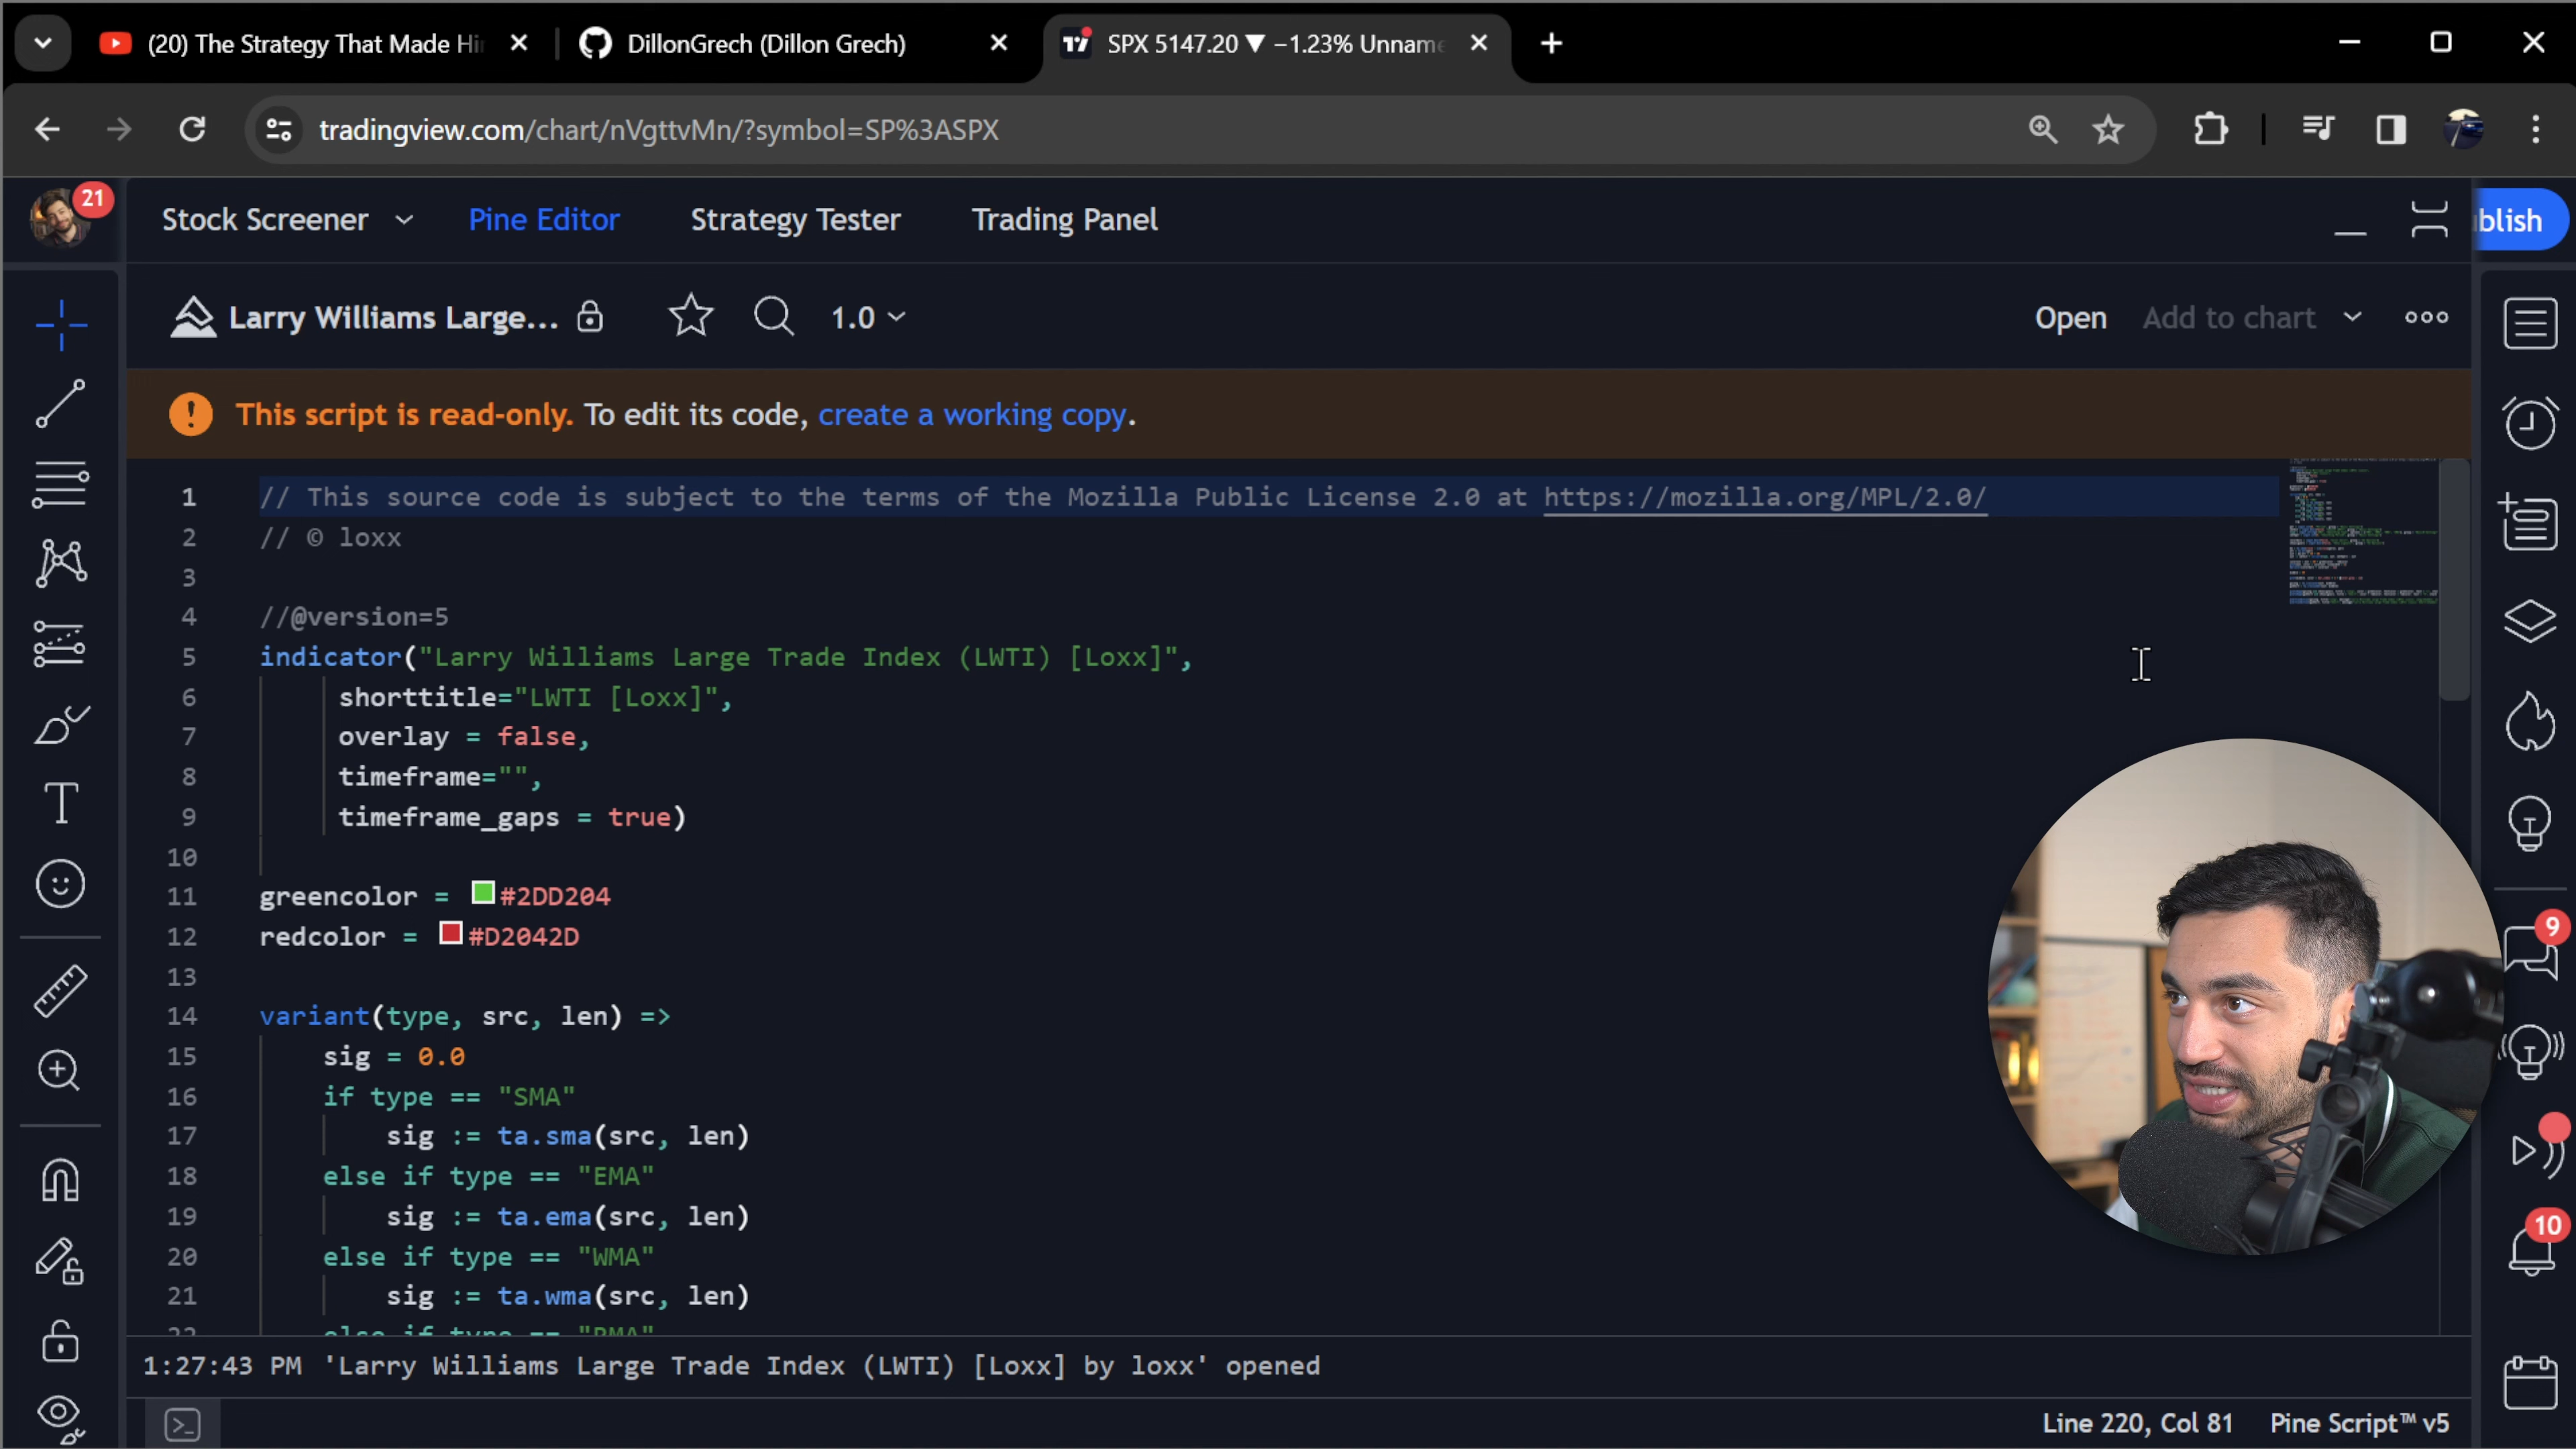 (20) The Strategy That Made Hi
DillonGrech (Dillon Grech)
SPX 5147.20 ▼ −1.23% Unname
tradingview.com/chart/nVgttvMn/?symbol=SP%3ASPX
21
Stock Screener
Pine Editor
Strategy Tester
Trading Panel
blish
Larry Williams Large...
1.0
Open
Add to chart
This script is read-only. To edit its code, create a working copy.
1 // This source code is subject to the terms of the Mozilla Public License 2.0 at https://mozilla.org/MPL/2.0/
2 // © loxx
3
4 //@version=5
5 indicator("Larry Williams Large Trade Index (LWTI) [Loxx]",
6 shorttitle="LWTI [Loxx]",
7 overlay = false,
8 timeframe="",
9 timeframe_gaps = true)
10
11 greencolor = #2DD204
12 redcolor = #D2042D
13
14 variant(type, src, len) =>
15 sig = 0.0
16 if type == "SMA"
17 sig := ta.sma(src, len)
18 else if type == "EMA"
19 sig := ta.ema(src, len)
20 else if type == "WMA"
21 sig := ta.wma(src, len)
22 else if type == "RMA"
9
10
1:27:43 PM 'Larry Williams Large Trade Index (LWTI) [Loxx] by loxx' opened
Line 220, Col 81
Pine Script™ v5